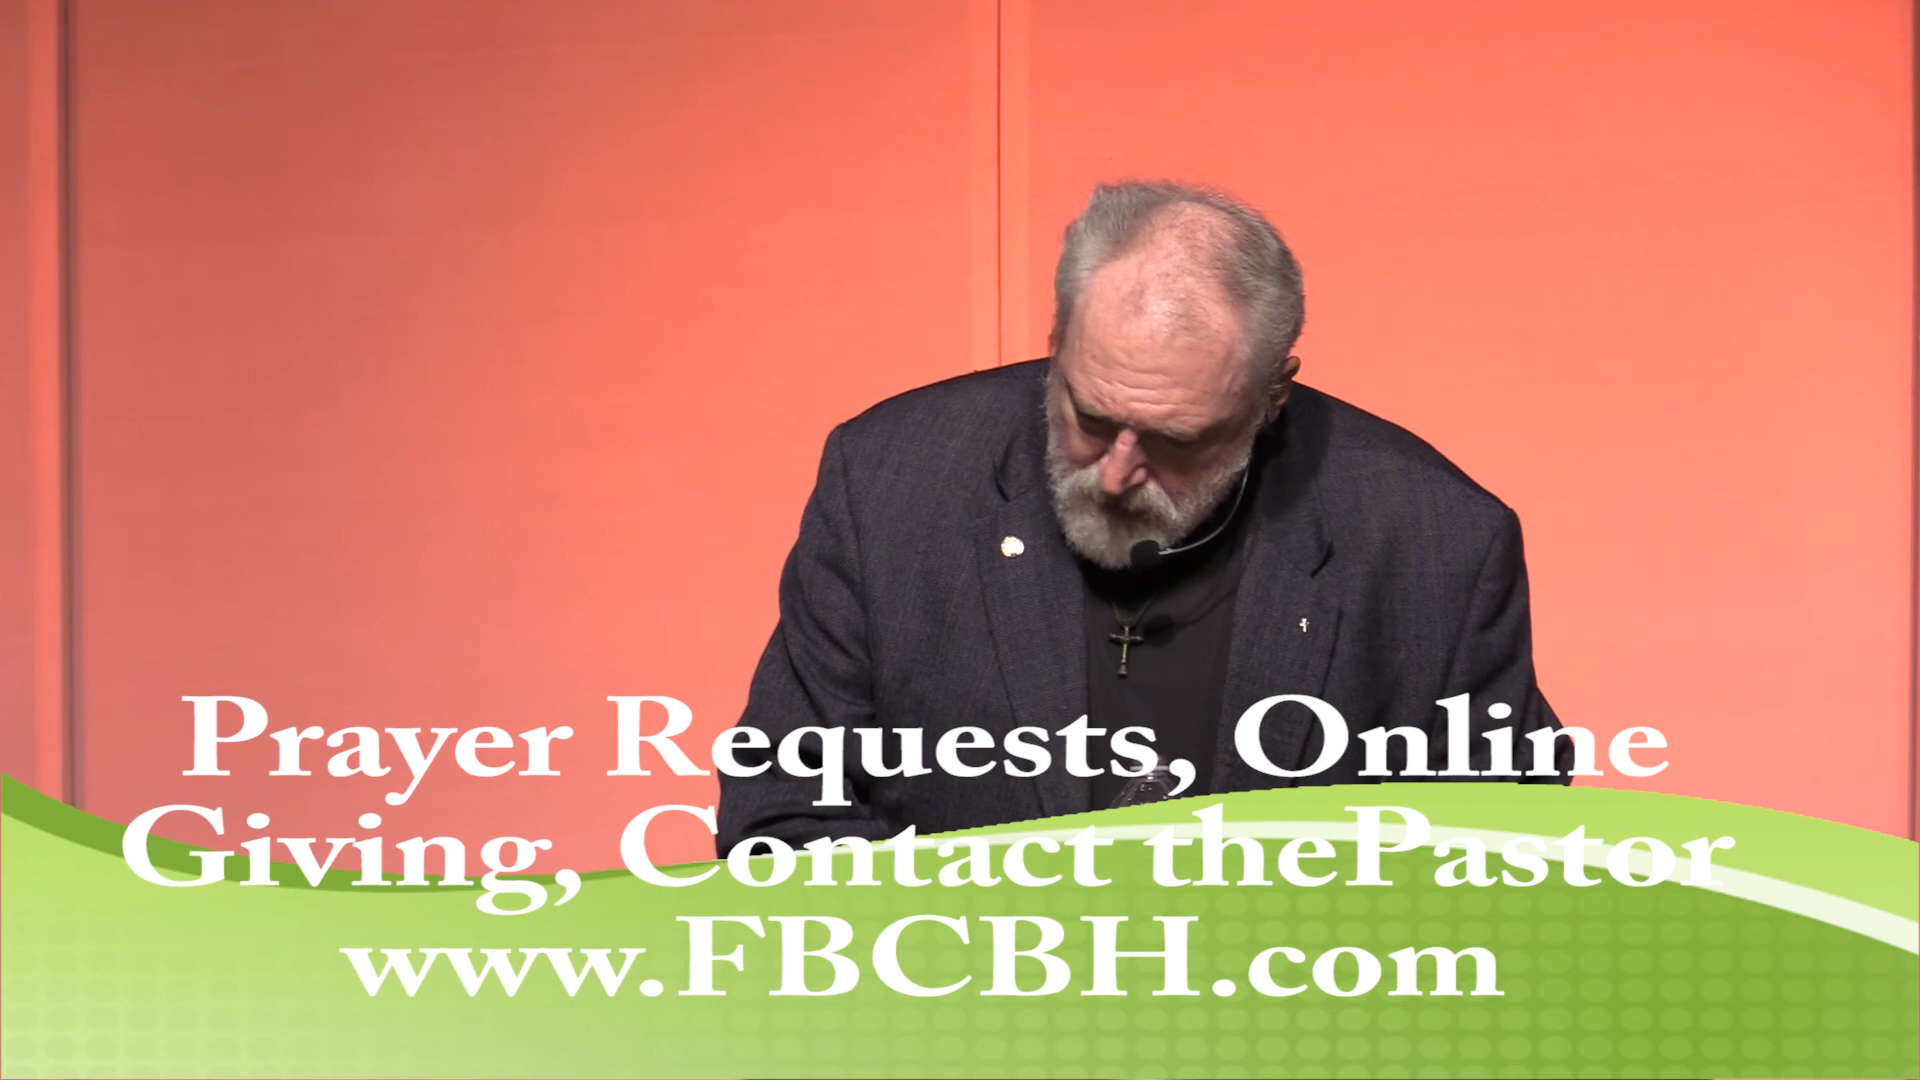 Prayer Requests, Online
Giving, Contact thePastor
www.FBCBH.com